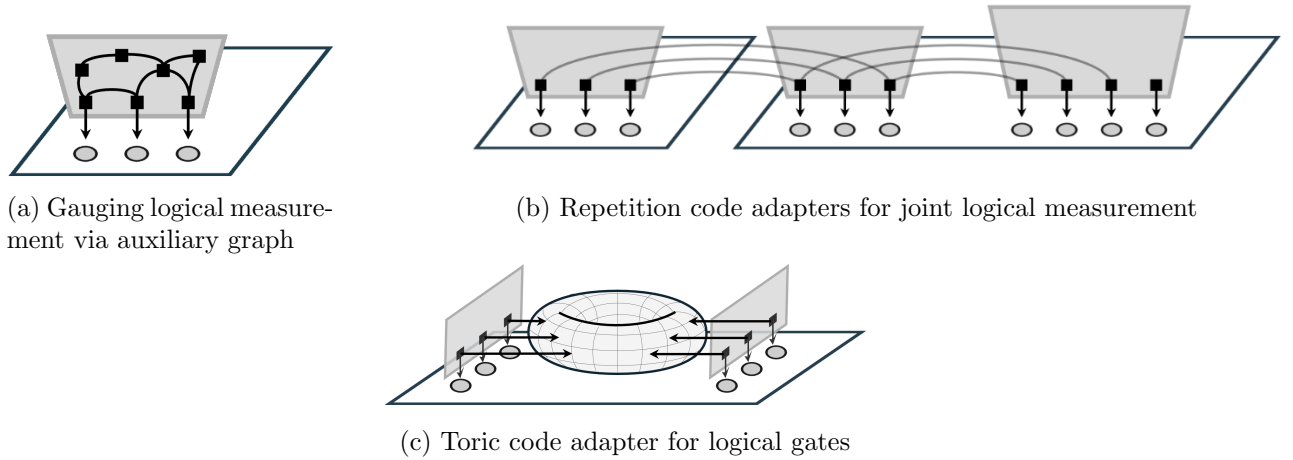 (a) Gauging logical measure-
ment via auxiliary graph
(b) Repetition code adapters for joint logical measurement
(c) Toric code adapter for logical gates